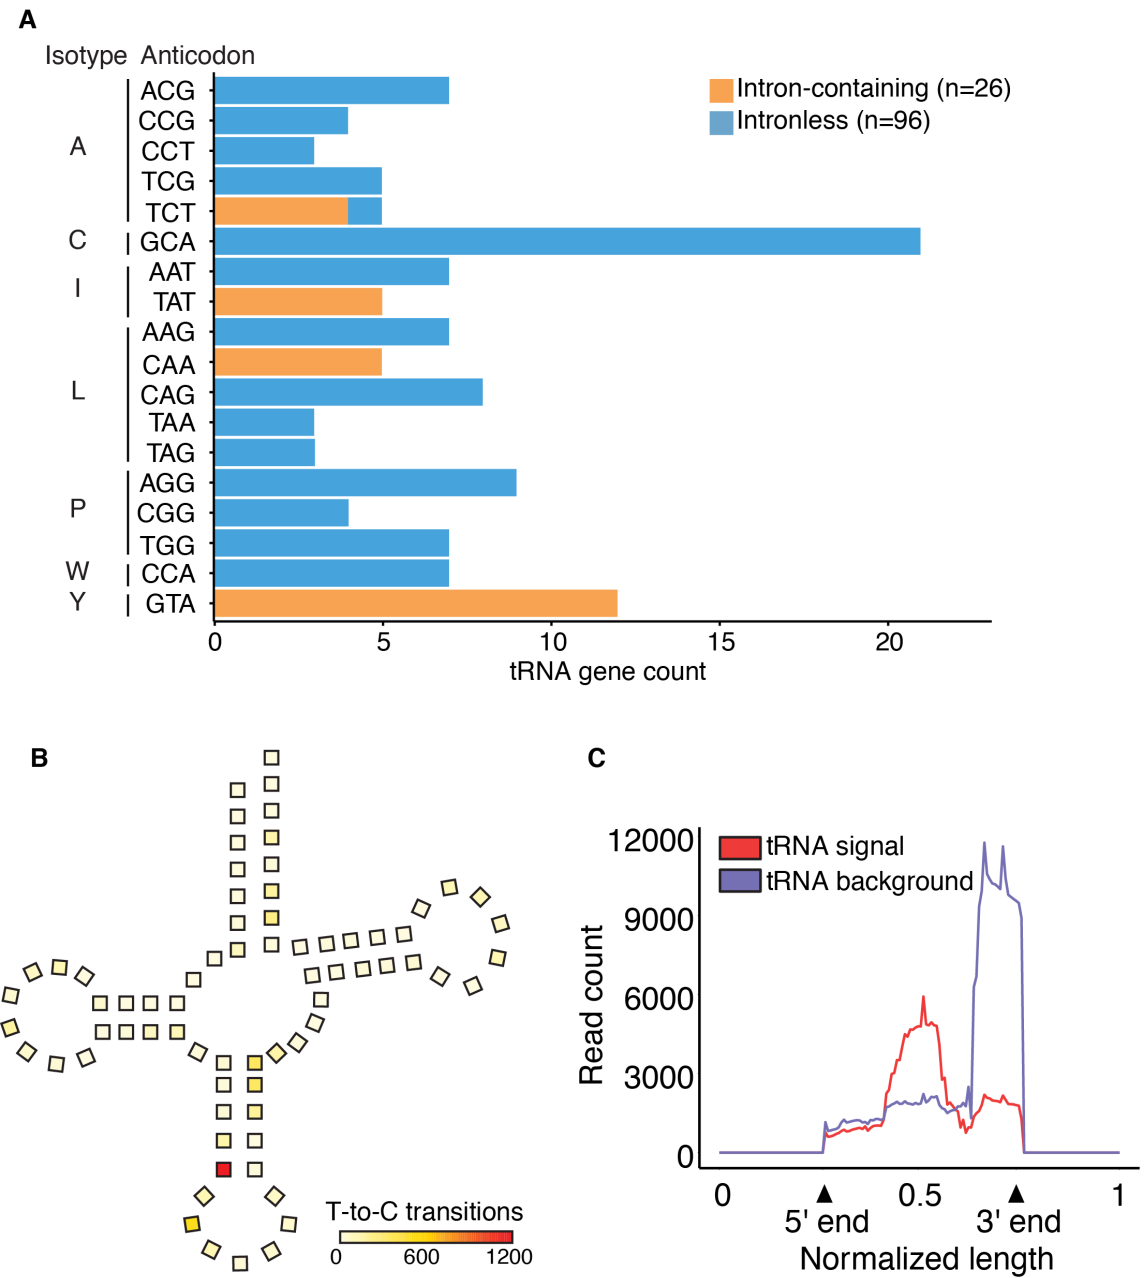 A
Isotype Anticodon
Intron-containing (n=26)
Intronless (n=96)
A
ACG
CCG
CCT
TCG
TCT
C
GCA
I
AAT
TAT
L
AAG
CAA
CAG
TAA
TAG
P
AGG
CGG
TGG
W
CCA
Y
GTA
0 5 10 15 20
tRNA gene count
B
T-to-C transitions
0 600 1200
C
tRNA signal
tRNA background
Read count
12000
9000
6000
3000
0
0 0.5 1
5' end 3' end
Normalized length